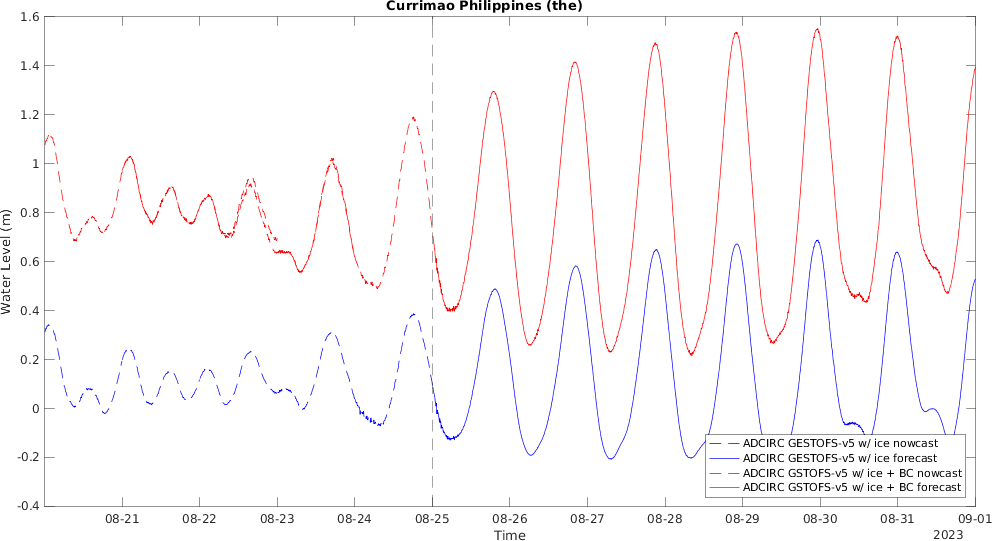 Currimao Philippines (the)
1.6
1.4
1.2
1
0.8
0.6
0.4
0.2
0
-0.2
-0.4
Water Level (m)
ADCIRC GESTOFS-v5 w/ ice nowcast
ADCIRC GESTOFS-v5 w/ ice forecast
ADCIRC GSTOFS-v5 w/ ice + BC nowcast
ADCIRC GSTOFS-v5 w/ ice + BC forecast
08-21 08-22 08-23 08-24 08-25 08-26 08-27 08-28 08-29 08-30 08-31 09-01
Time
2023